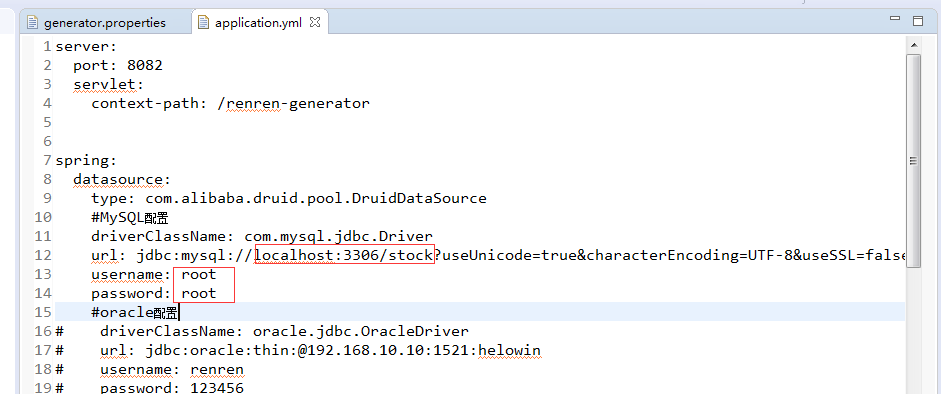 generator.properties application.yml
1 server:
2 port: 8082
3 servlet:
4 context-path: /renren-generator
5
6
7 spring:
8 datasource:
9 type: com.alibaba.druid.pool.DruidDataSource
10 #MySQL配置
11 driverClassName: com.mysql.jdbc.Driver
12 url: jdbc:mysql://localhost:3306/stock?useUnicode=true&characterEncoding=UTF-8&useSSL=false
13 username: root
14 password: root
15 #oracle配置
16 # driverClassName: oracle.jdbc.OracleDriver
17 # url: jdbc:oracle:thin:@192.168.10.10:1521:helowin
18 # username: renren
19 # password: 123456